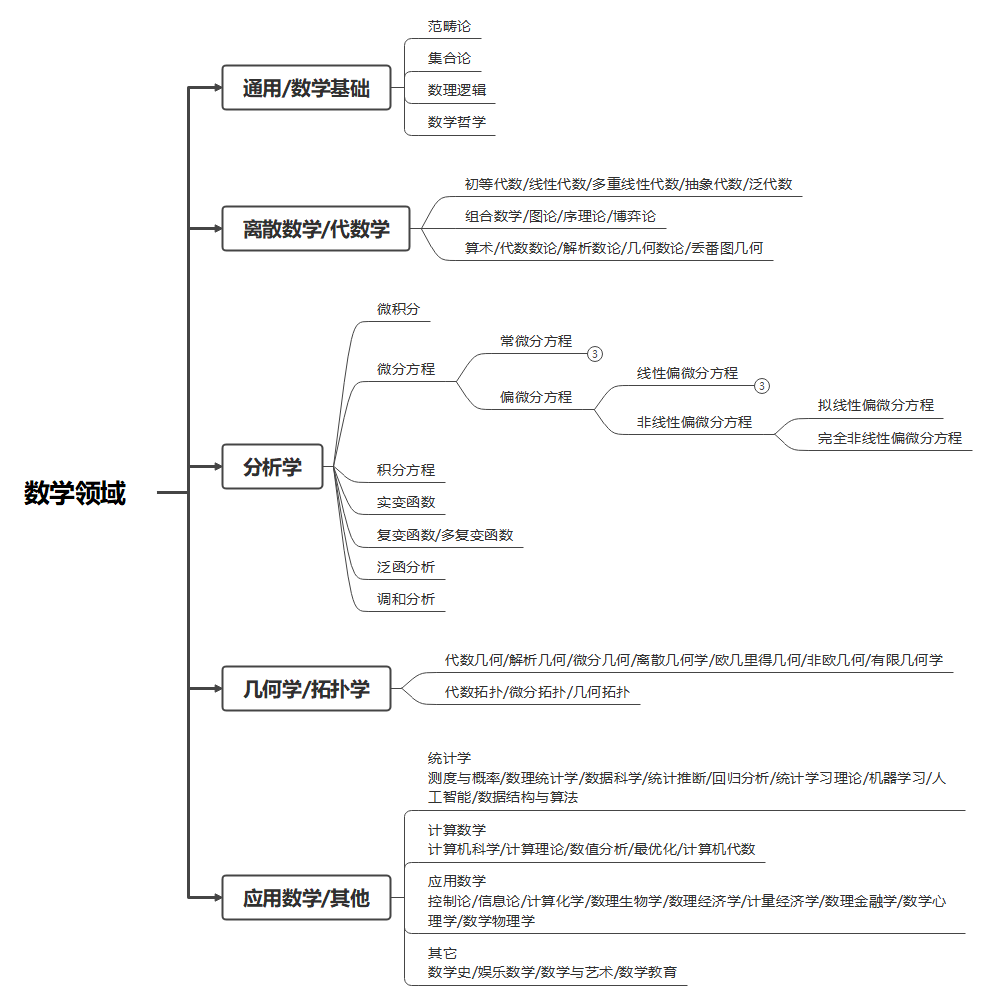 数学领域
通用/数学基础
范畴论
集合论
数理逻辑
数学哲学
离散数学/代数学
初等代数/线性代数/多重线性代数/抽象代数/泛代数
组合数学/图论/序理论/博弈论
算术/代数数论/解析数论/几何数论/丢番图几何
分析学
微积分
微分方程
常微分方程
3
偏微分方程
线性偏微分方程
3
非线性偏微分方程
拟线性偏微分方程
完全非线性偏微分方程
积分方程
实变函数
复变函数/多复变函数
泛函分析
调和分析
几何学/拓扑学
代数几何/解析几何/微分几何/离散几何学/欧几里得几何/非欧几何/有限几何学
代数拓扑/微分拓扑/几何拓扑
应用数学/其他
统计学
测度与概率/数理统计学/数据科学/统计推断/回归分析/统计学习理论/机器学习/人
工智能/数据结构与算法
计算数学
计算机科学/计算理论/数值分析/最优化/计算机代数
应用数学
控制论/信息论/计算化学/数理生物学/数理经济学/计量经济学/数理金融学/数学心
理学/数学物理学
其它
数学史/娱乐数学/数学与艺术/数学教育